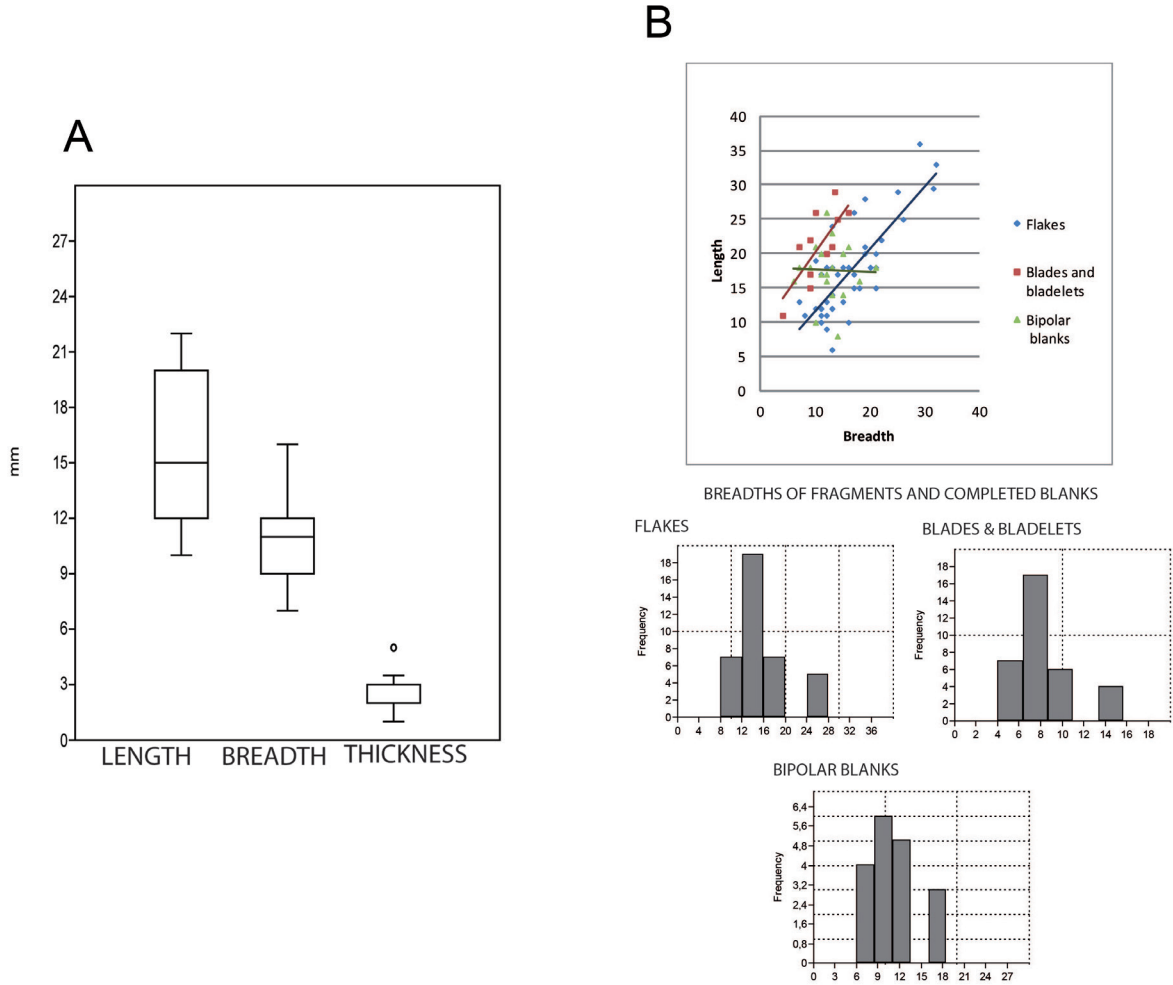 A
mm
27
24
21
18
15
12
9
6
3
0
LENGTH BREADTH THICKNESS
B
Length
40
35
30
25
20
15
10
5
0
0 10 20 30 40
Breadth
Flakes
Blades and
bladelets
Bipolar
blanks
BREADTHS OF FRAGMENTS AND COMPLETED BLANKS
FLAKES
Frequency
18
16
14
12
10
8
6
4
2
0
0 4 8 12 16 20 24 28 32 36
BLADES & BLADELETS
Frequency
18
16
14
12
10
8
6
4
2
0
0 2 4 6 8 10 12 14 16 18
BIPOLAR BLANKS
Frequency
6,4
5,6
4,8
4
3,2
2,4
1,6
0,8
0
0 3 6 9 12 15 18 21 24 27